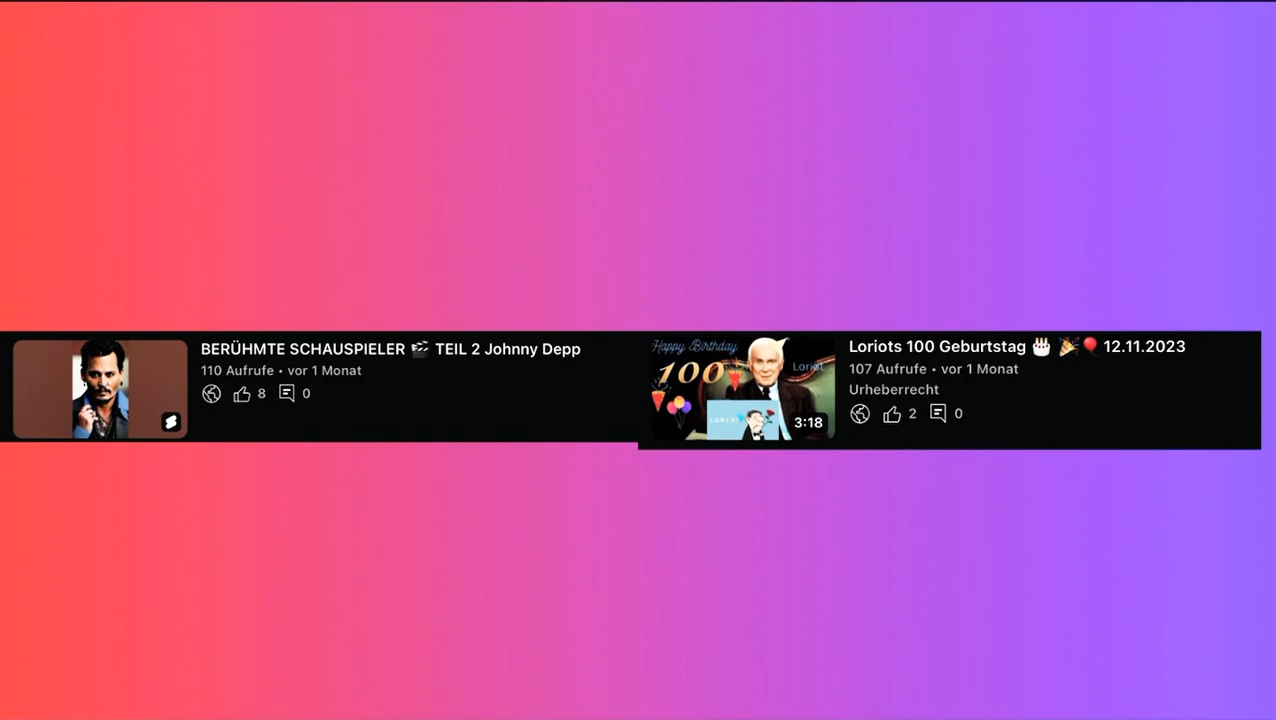 BERÜHMTE SCHAUSPIELER 🎬 TEIL 2 Johnny Depp
110 Aufrufe • vor 1 Monat
8 0
Happy Birthday
100
Loriot
LORIOT
3:18
Loriots 100 Geburtstag 🎂 🎉🎈 12.11.2023
107 Aufrufe • vor 1 Monat
Urheberrecht
2 0